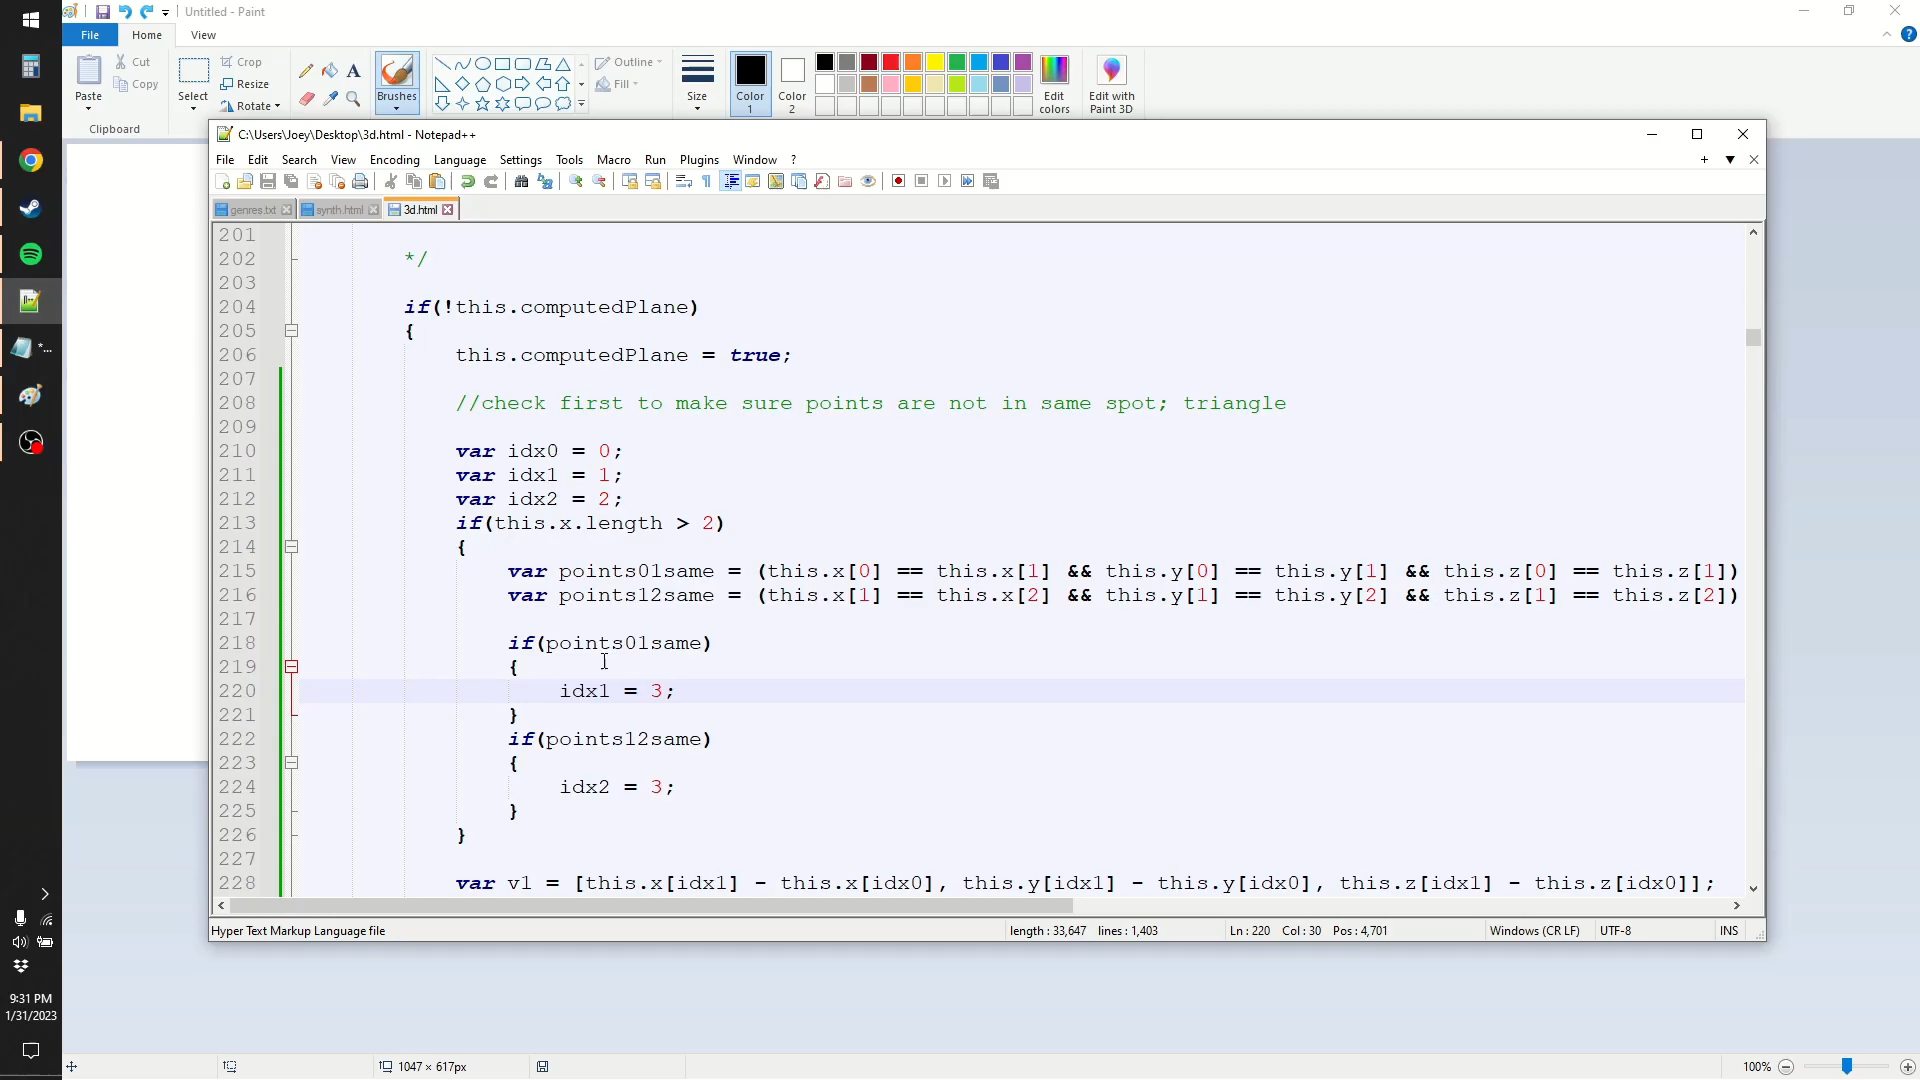 Untitled - Paint
File Home View
Paste
Cut
Copy
Clipboard
Select
Crop
Resize
Rotate
Brushes
Outline
Fill
Size
Color 1
Color 2
Edit colors
Edit with Paint 3D
C:\Users\Joey\Desktop\3d.html - Notepad++
File Edit Search View Encoding Language Settings Tools Macro Run Plugins Window ?
genres.txt synth.html 3d.html
201
202 */
203
204 if(!this.computedPlane)
205 {
206 this.computedPlane = true;
207
208 //check first to make sure points are not in same spot; triangle
209
210 var idx0 = 0;
211 var idx1 = 1;
212 var idx2 = 2;
213 if(this.x.length > 2)
214 {
215 var points01same = (this.x[0] == this.x[1] && this.y[0] == this.y[1] && this.z[0] == this.z[1])
216 var points12same = (this.x[1] == this.x[2] && this.y[1] == this.y[2] && this.z[1] == this.z[2])
217
218 if(points01same)
219 {
220 idx1 = 3;
221 }
222 if(points12same)
223 {
224 idx2 = 3;
225 }
226 }
227
228 var v1 = [this.x[idx1] - this.x[idx0], this.y[idx1] - this.y[idx0], this.z[idx1] - this.z[idx0]];
Hyper Text Markup Language file length : 33,647 lines : 1,403 Ln : 220 Col : 30 Pos : 4,701 Windows (CR LF) UTF-8 INS
9:31 PM
1/31/2023
1047 × 617px
100%